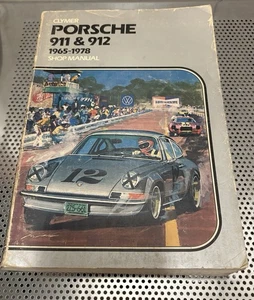 CLYMER
PORSCHE
911 & 912
1965-1978
SHOP MANUAL
12